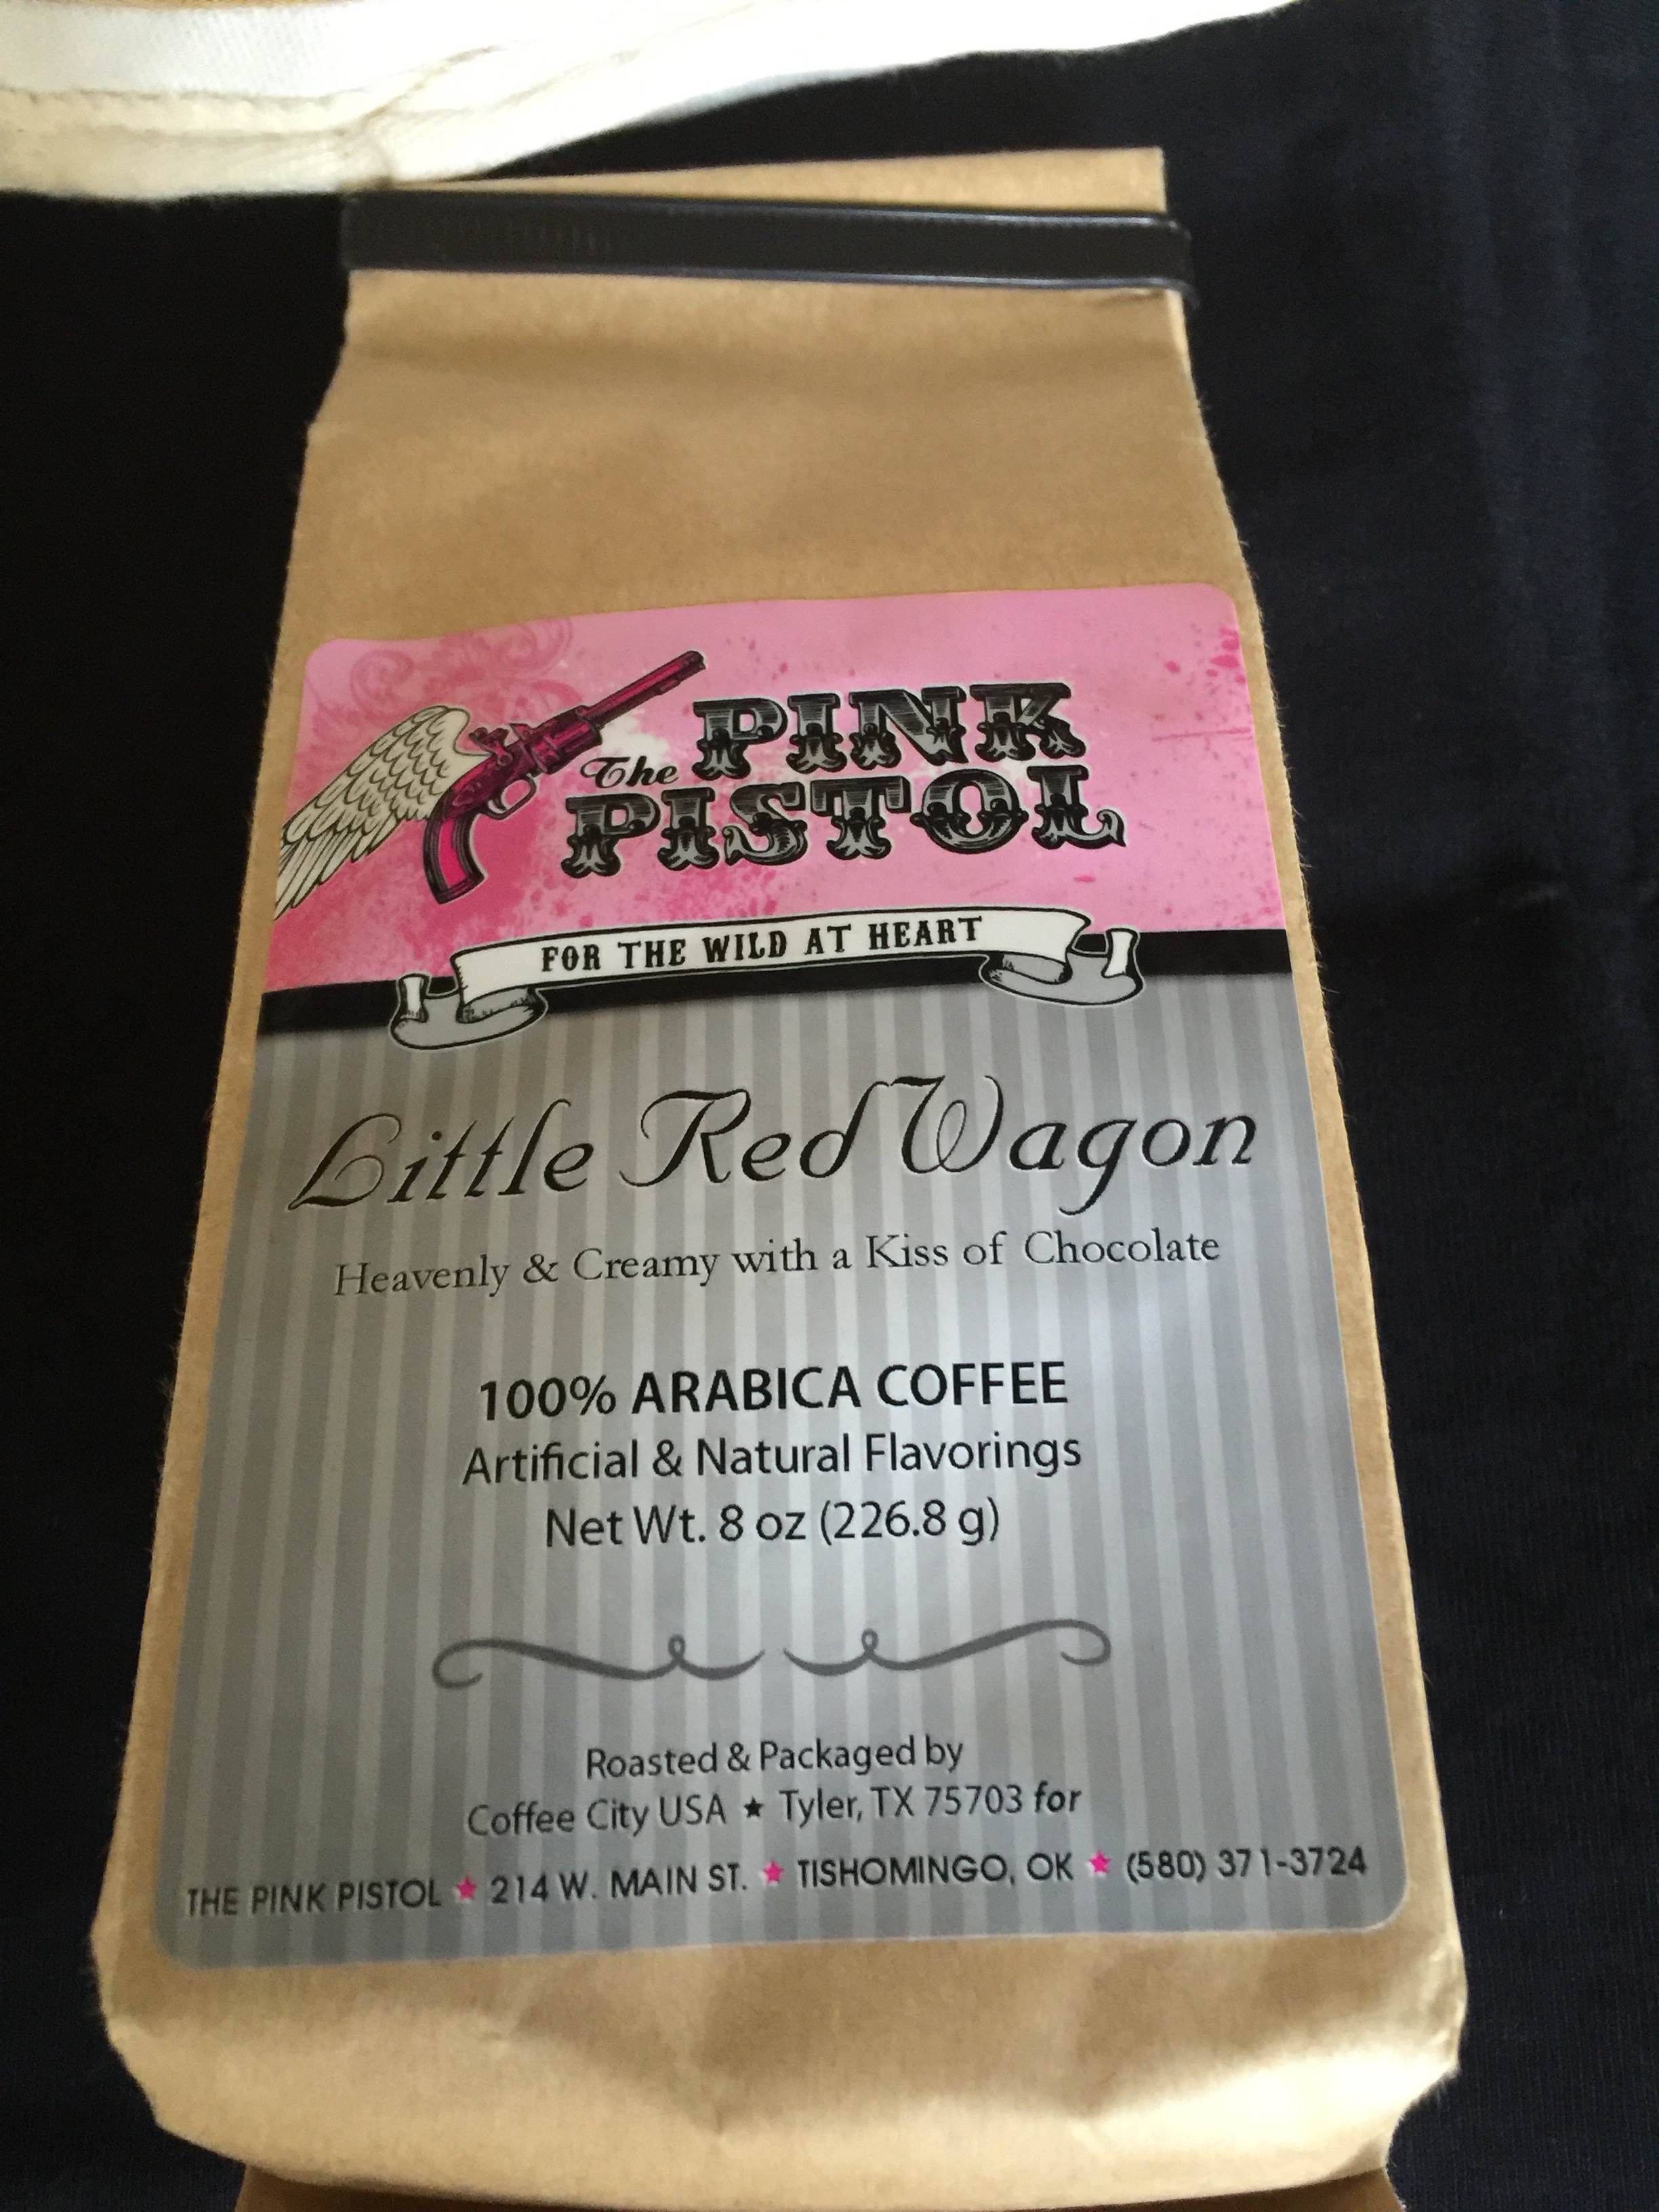 The PINK
PISTOL
FOR THE WILD AT HEART
Little Red Wagon
Heavenly & Creamy with a Kiss of Chocolate
100% ARABICA COFFEE
Artificial & Natural Flavorings
Net Wt. 8 oz (226.8 g)
Roasted & Packaged by
Coffee City USA ★ Tyler, TX 75703 for
THE PINK PISTOL ★ 214 W. MAIN ST. ★ TISHOMINGO, OK ★ (580) 371-3724